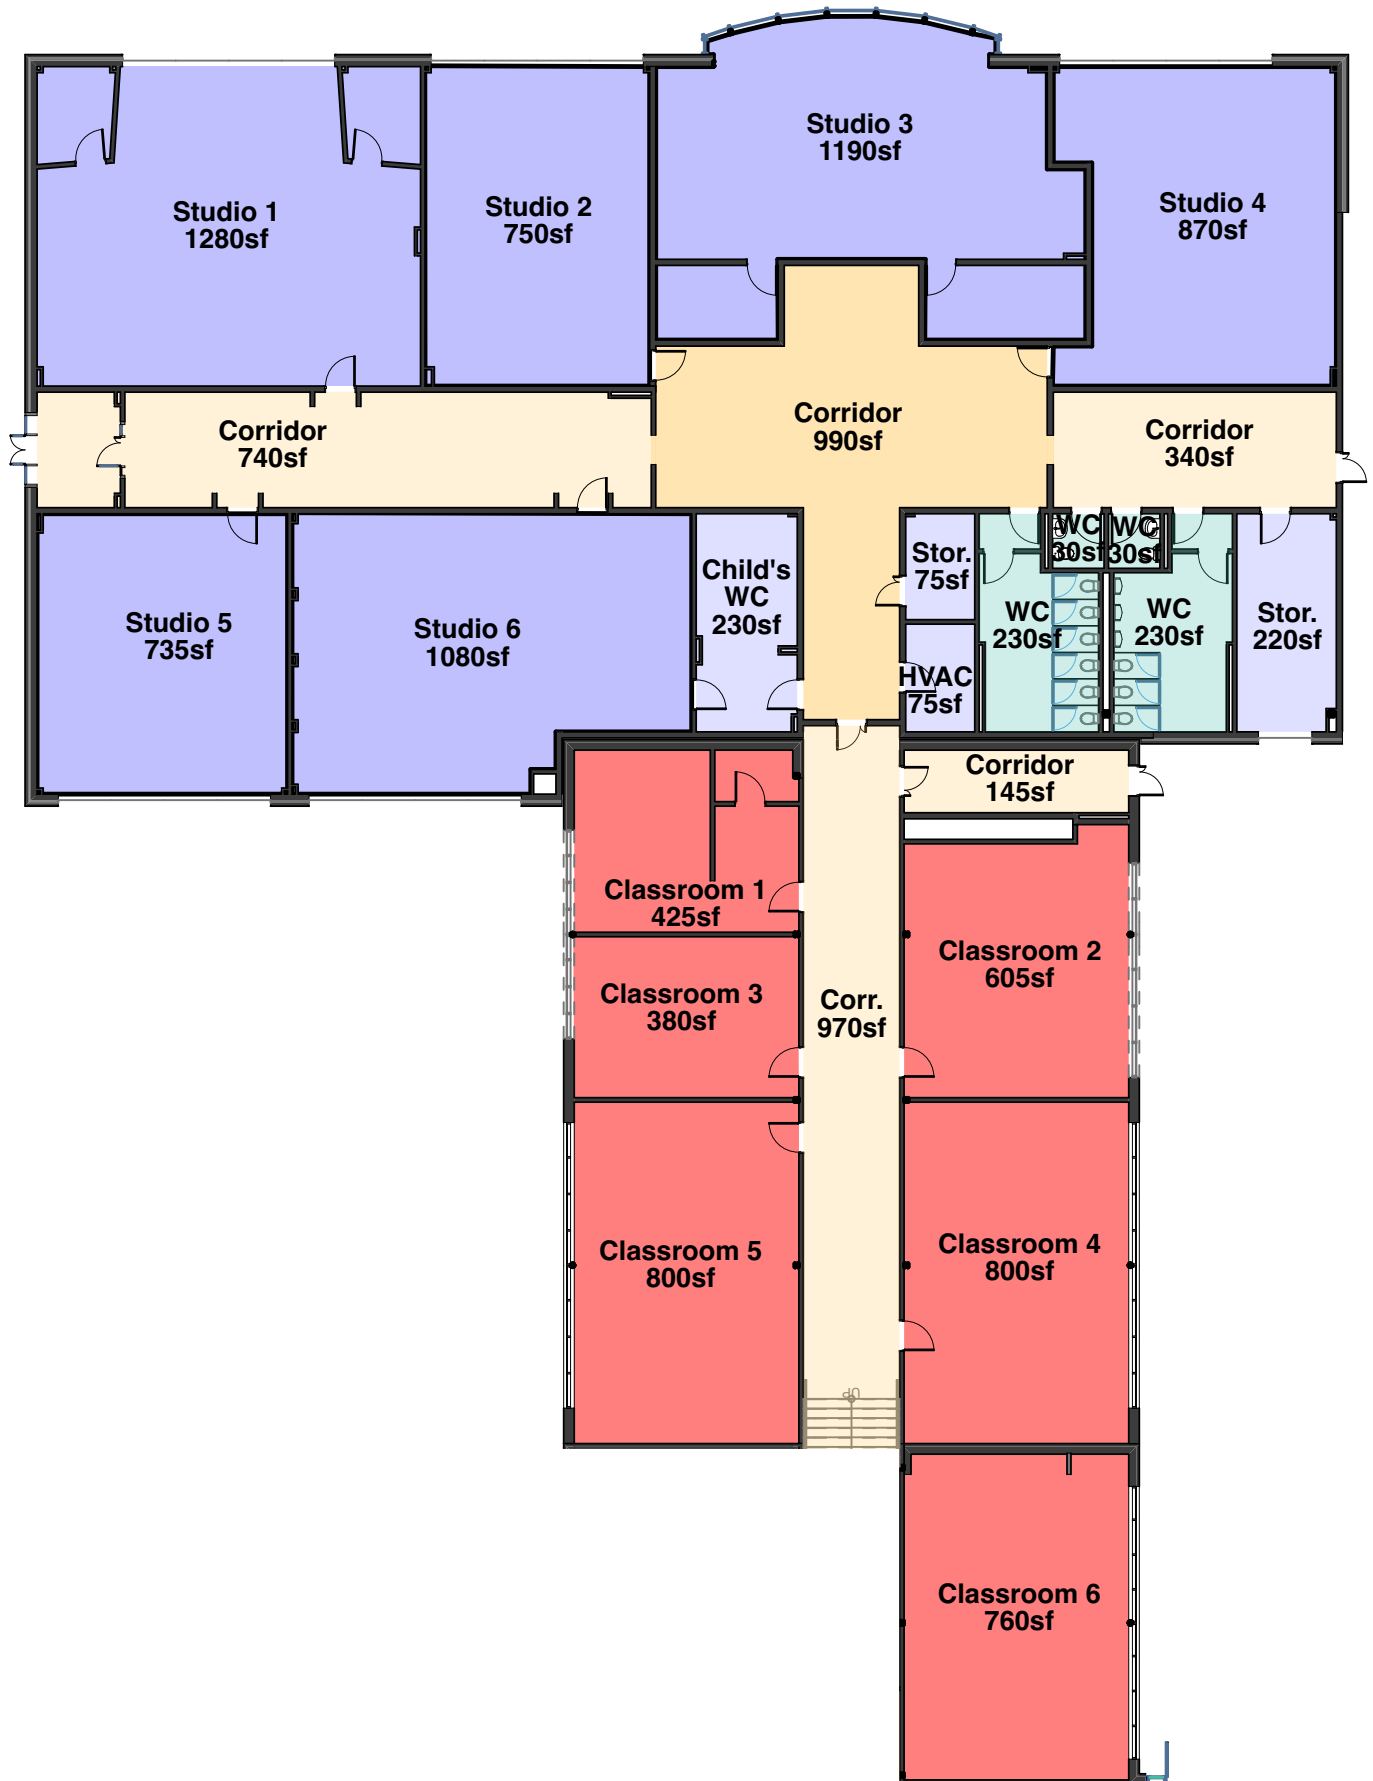 Studio 3
1190sf
Studio 1
1280sf
Studio 2
750sf
Studio 4
870sf
Corridor
740sf
Corridor
990sf
Corridor
340sf
WC
30sf
WC
30sf
Stor.
75sf
Child's
WC
230sf
Studio 5
735sf
Studio 6
1080sf
WC
230sf
WC
230sf
Stor.
220sf
HVAC
75sf
Corridor
145sf
Classroom 1
425sf
Classroom 2
605sf
Classroom 3
380sf
Corr.
970sf
Classroom 5
800sf
Classroom 4
800sf
Classroom 6
760sf